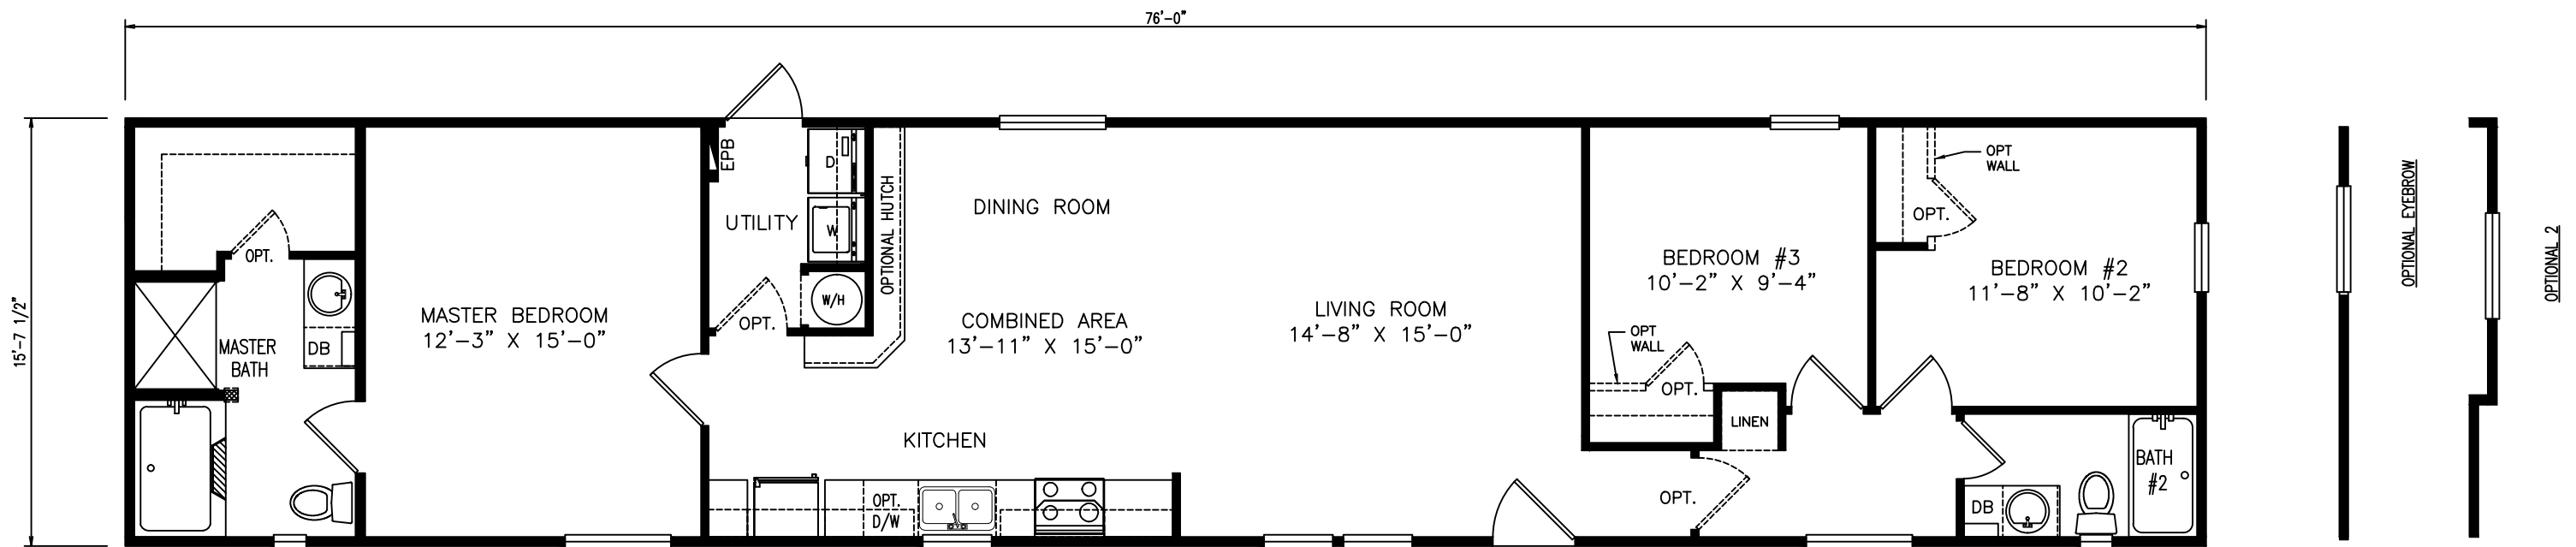 76'-0"
15'-7 1/2"
OPT.
MASTER
BATH
DB
MASTER BEDROOM
12'-3" X 15'-0"
EPB
UTILITY
D
W
W/H
OPT.
OPTIONAL HUTCH
DINING ROOM
COMBINED AREA
13'-11" X 15'-0"
KITCHEN
OPT.
D/W
LIVING ROOM
14'-8" X 15'-0"
BEDROOM #3
10'-2" X 9'-4"
OPT
WALL
OPT.
LINEN
OPT.
OPT
WALL
OPT.
BEDROOM #2
11'-8" X 10'-2"
DB
BATH
#2
OPTIONAL EYEBROW
OPTIONAL 2